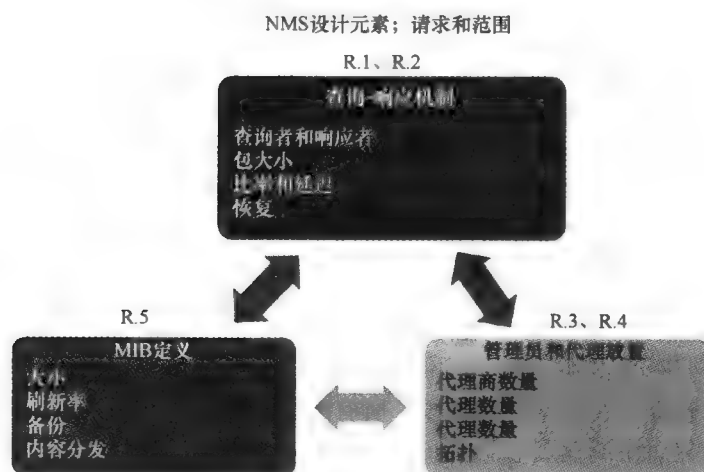 NMS设计元素；请求和范围
R.1、R.2
查询-响应机制
查询者和响应者
包大小
比率和延迟
恢复
R.5
MIB定义
大小
刷新率
备份
内容分发
R.3、R.4
管理员和代理数量
代理商数量
代理数量
代理数量
拓扑